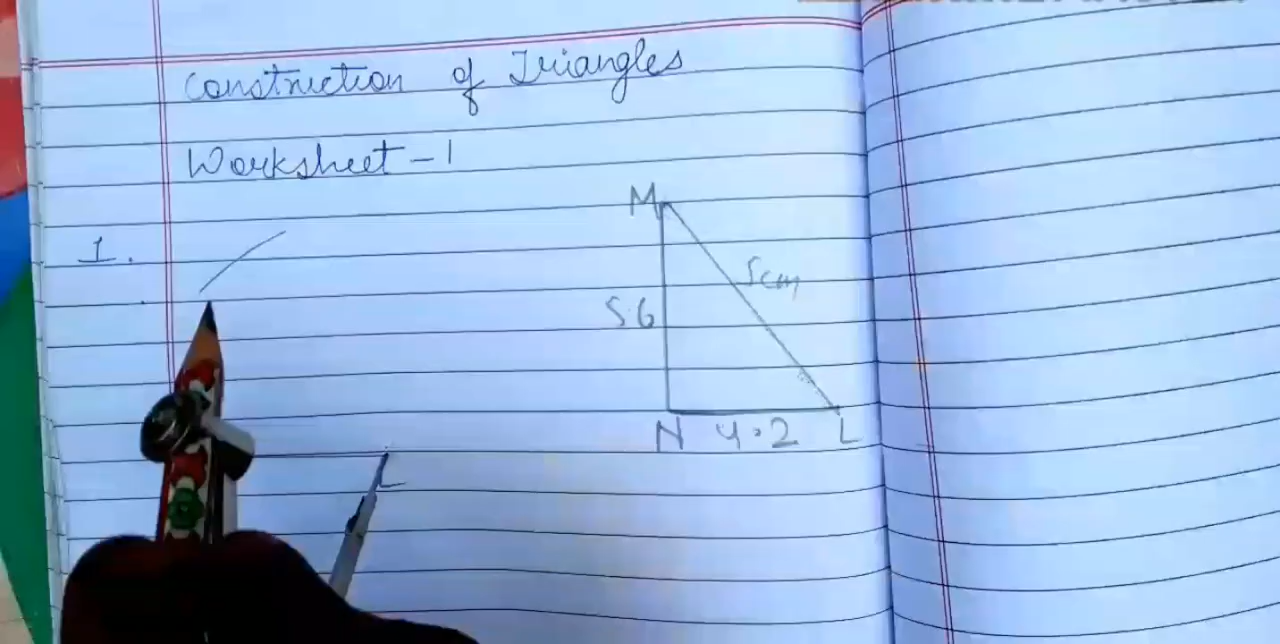 Construction of Triangles
Worksheet-1
1.
M
5cm
5.6
N 4.2 L
L